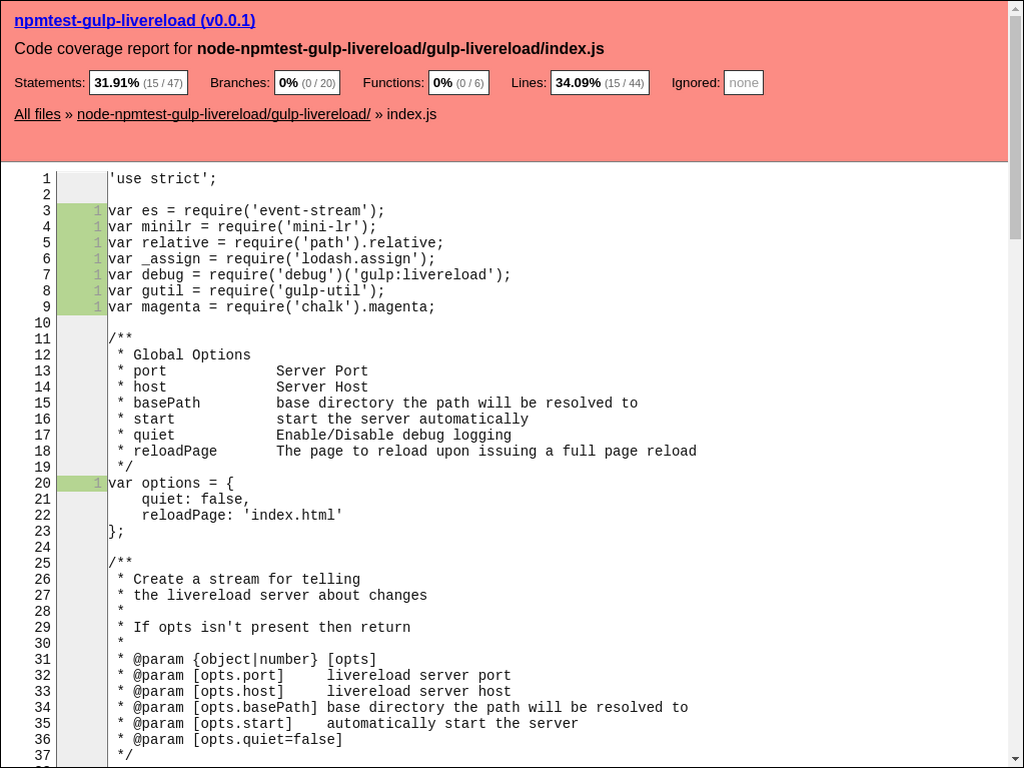 npmtest-gulp-livereload (v0.0.1)
Code coverage report for node-npmtest-gulp-livereload/gulp-livereload/index.js
Statements: 31.91% (15 / 47) Branches: 0% (0 / 20) Functions: 0% (0 / 6) Lines: 34.09% (15 / 44) Ignored: none
All files » node-npmtest-gulp-livereload/gulp-livereload/ » index.js
1 'use strict';
2
3 1 var es = require('event-stream');
4 1 var minilr = require('mini-lr');
5 1 var relative = require('path').relative;
6 1 var _assign = require('lodash.assign');
7 1 var debug = require('debug')('gulp:livereload');
8 1 var gutil = require('gulp-util');
9 1 var magenta = require('chalk').magenta;
10
11 /**
12  * Global Options
13  * port             Server Port
14  * host             Server Host
15  * basePath         base directory the path will be resolved to
16  * start            start the server automatically
17  * quiet            Enable/Disable debug logging
18  * reloadPage       The page to reload upon issuing a full page reload
19  */
20 1 var options = {
21     quiet: false,
22     reloadPage: 'index.html'
23 };
24
25 /**
26  * Create a stream for telling
27  * the livereload server about changes
28  *
29  * If opts isn't present then return
30  *
31  * @param {object|number} [opts]
32  * @param [opts.port]     livereload server port
33  * @param [opts.host]     livereload server host
34  * @param [opts.basePath] base directory the path will be resolved to
35  * @param [opts.start]    automatically start the server
36  * @param [opts.quiet=false]
37  */